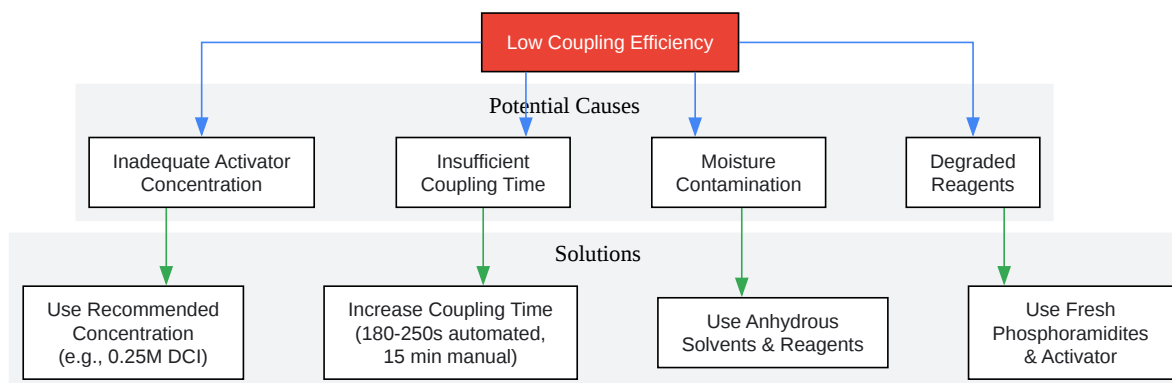 Low Coupling Efficiency
Potential Causes
Inadequate Activator
Concentration
Insufficient
Coupling Time
Moisture
Contamination
Degraded
Reagents
Solutions
Use Recommended
Concentration
(e.g., 0.25M DCI)
Increase Coupling Time
(180-250s automated,
15 min manual)
Use Anhydrous
Solvents & Reagents
Use Fresh
Phosphoramidites
& Activator